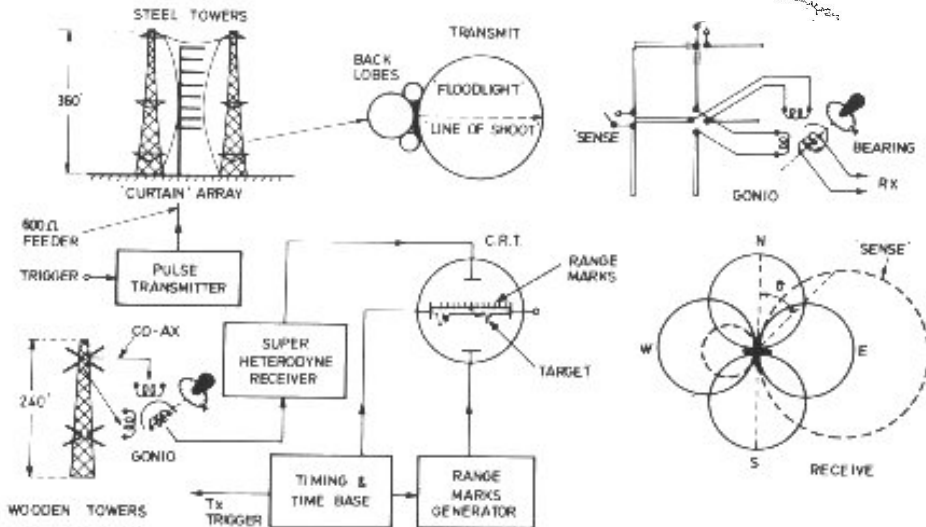 STEEL TOWERS
360'
'CURTAIN' ARRAY
600Ω
FEEDER
TRIGGER
PULSE
TRANSMITTER
BACK
LOBES
TRANSMIT
'FLOODLIGHT'
'LINE OF SHOOT'
'SENSE'
BEARING
GONIO
RX
C.R.T.
RANGE
MARKS
TARGET
CO-AX
240'
GONIO
WOODEN TOWERS
SUPER
HETERODYNE
RECEIVER
TIMING &
TIME BASE
Tx
TRIGGER
RANGE
MARKS
GENERATOR
N
'SENSE'
θ
W
E
S
RECEIVE